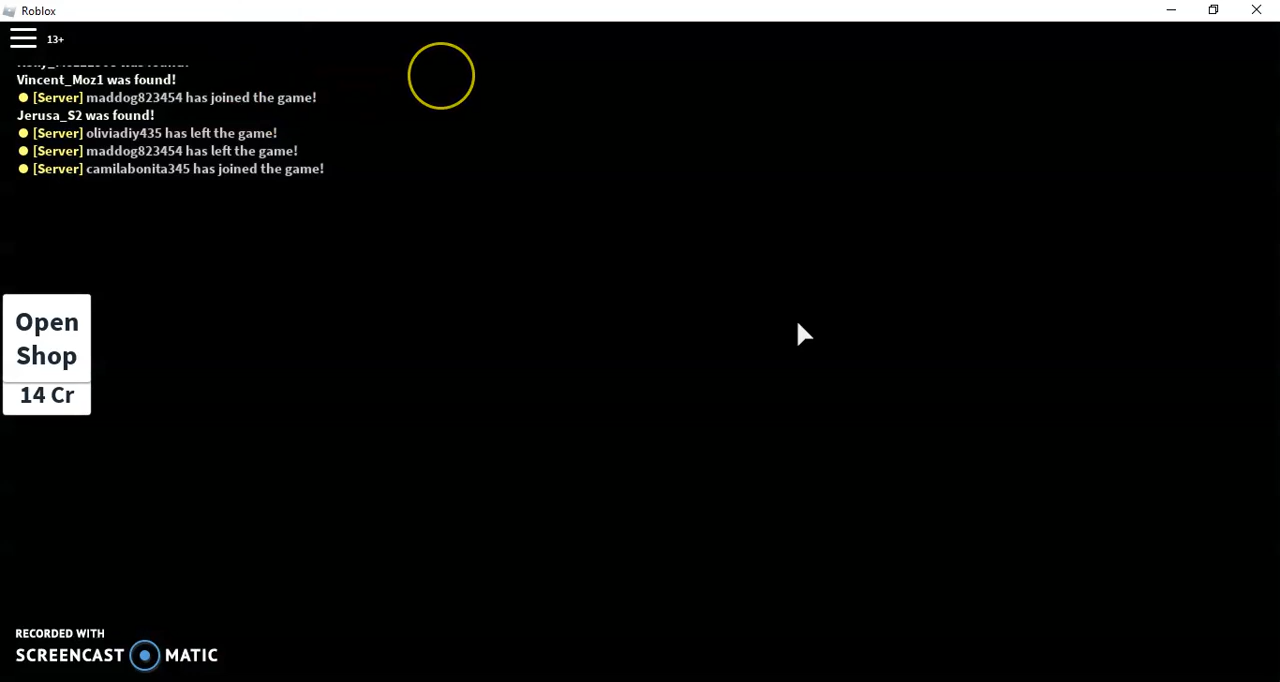 Roblox
13+
was found!
Vincent_Moz1 was found!
[Server] maddog823454 has joined the game!
Jerusa_S2 was found!
[Server] oliviadiy435 has left the game!
[Server] maddog823454 has left the game!
[Server] camilabonita345 has joined the game!
Open
Shop
14 Cr
RECORDED WITH
SCREENCAST MATIC